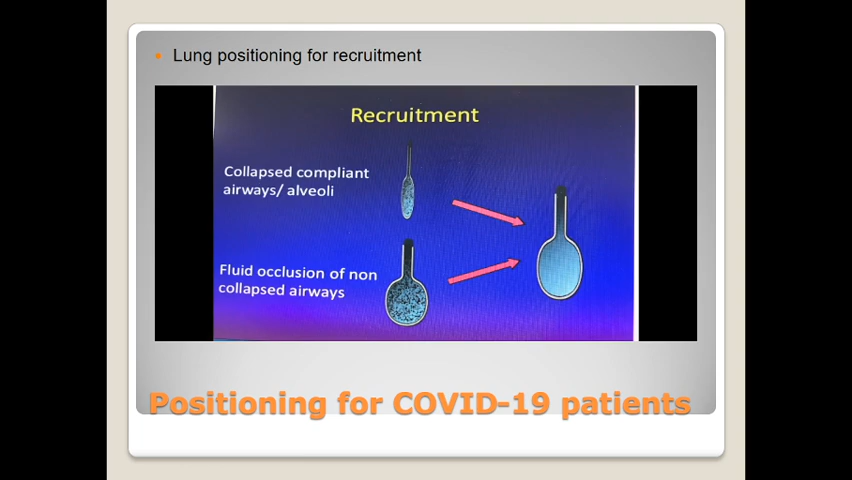 Lung positioning for recruitment
Recruitment
Collapsed compliant
airways/ alveoli
Fluid occlusion of non
collapsed airways
Positioning for COVID-19 patients